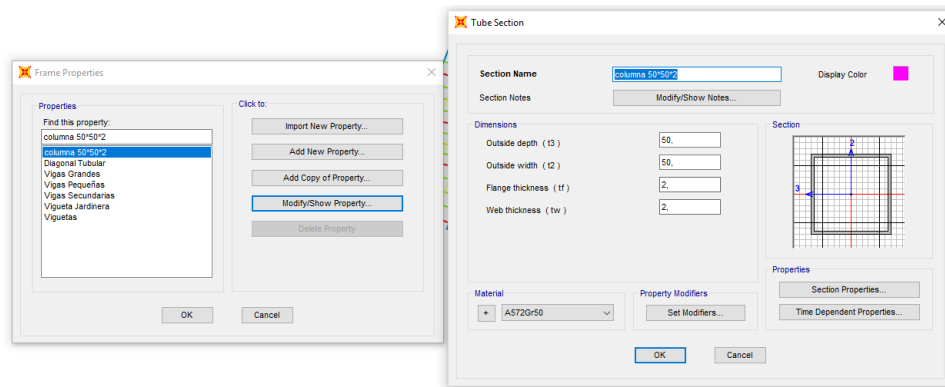 Frame Properties
Properties
Find this property:
columna 50*50*2
columna 50*50*2
Diagonal Tubular
Vigas Grandes
Vigas Pequeñas
Vigas Secundarias
Vigueta Jardinera
Viguetas
Click to:
Import New Property...
Add New Property...
Add Copy of Property...
Modify/Show Property...
Delete Property
OK
Cancel
Tube Section
Section Name
columna 50*50*2
Display Color
Section Notes
Modify/Show Notes...
Dimensions
Outside depth ( t3 )
50,
Outside width ( t2 )
50,
Flange thickness ( tf )
2,
Web thickness ( tw )
2,
Section
2
3
Material
+
A572Gr50
Property Modifiers
Set Modifiers...
Properties
Section Properties...
Time Dependent Properties...
OK
Cancel